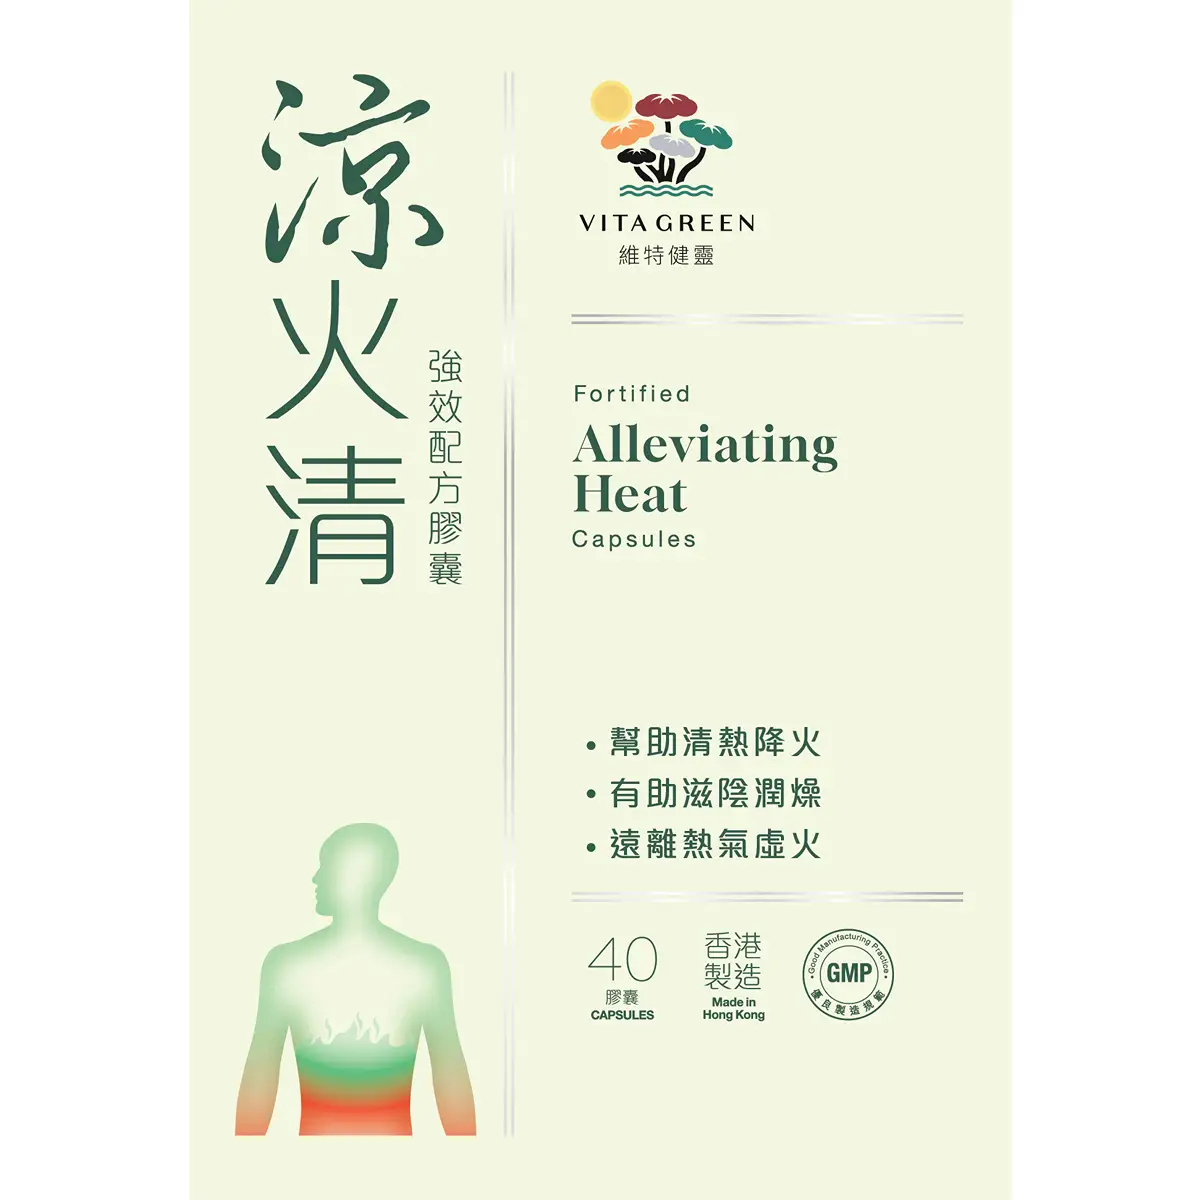 涼火清
強效配方膠囊
VITA GREEN
維特健靈
Fortified
Alleviating
Heat
Capsules
• 幫助清熱降火
• 有助滋陰潤燥
• 遠離熱氣虛火
40
膠囊
CAPSULES
香港
製造
Made in
Hong Kong
Good Manufacturing Practice
GMP
優良製造規範